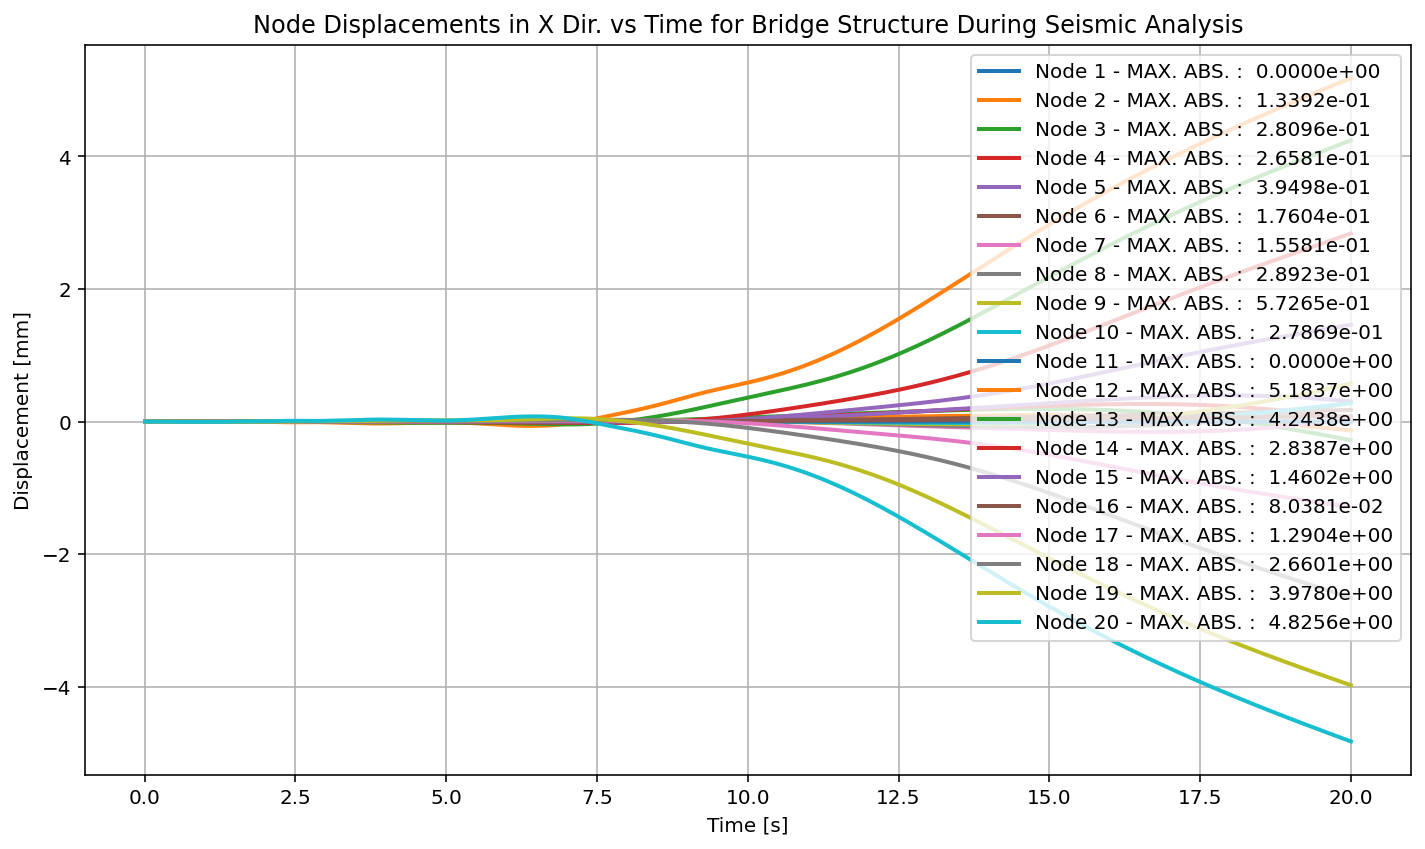 Node Displacements in X Dir. vs Time for Bridge Structure During Seismic Analysis
Node 1 - MAX. ABS. : 0.0000e+00
Node 2 - MAX. ABS. : 1.3392e-01
Node 3 - MAX. ABS. : 2.8096e-01
Node 4 - MAX. ABS. : 2.6581e-01
Node 5 - MAX. ABS. : 3.9498e-01
Node 6 - MAX. ABS. : 1.7604e-01
Node 7 - MAX. ABS. : 1.5581e-01
Node 8 - MAX. ABS. : 2.8923e-01
Node 9 - MAX. ABS. : 5.7265e-01
Node 10 - MAX. ABS. : 2.7869e-01
Node 11 - MAX. ABS. : 0.0000e+00
Node 12 - MAX. ABS. : 5.1837e+00
Node 13 - MAX. ABS. : 4.2438e+00
Node 14 - MAX. ABS. : 2.8387e+00
Node 15 - MAX. ABS. : 1.4602e+00
Node 16 - MAX. ABS. : 8.0381e-02
Node 17 - MAX. ABS. : 1.2904e+00
Node 18 - MAX. ABS. : 2.6601e+00
Node 19 - MAX. ABS. : 3.9780e+00
Node 20 - MAX. ABS. : 4.8256e+00
4
2
0
−2
−4
Displacement [mm]
0.0 2.5 5.0 7.5 10.0 12.5 15.0 17.5 20.0
Time [s]